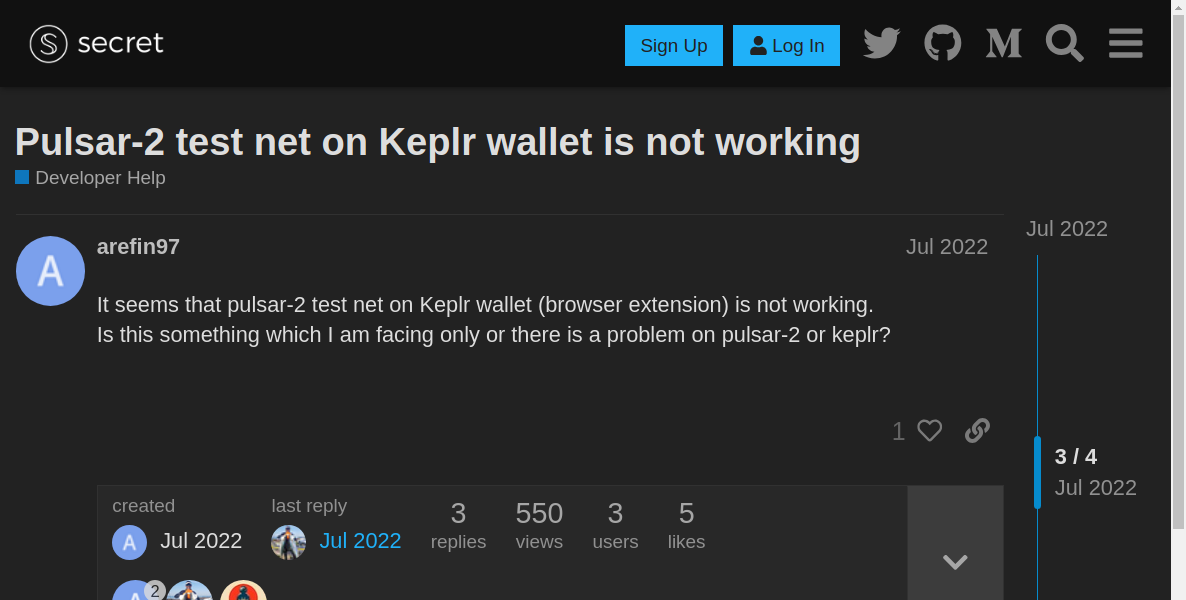 secret
Sign Up
Log In
Pulsar-2 test net on Keplr wallet is not working
Developer Help
arefin97
Jul 2022
It seems that pulsar-2 test net on Keplr wallet (browser extension) is not working.
Is this something which I am facing only or there is a problem on pulsar-2 or keplr?
1
created
A Jul 2022
last reply
Jul 2022
3
replies
550
views
3
users
5
likes
A 2
Jul 2022
3 / 4
Jul 2022
A